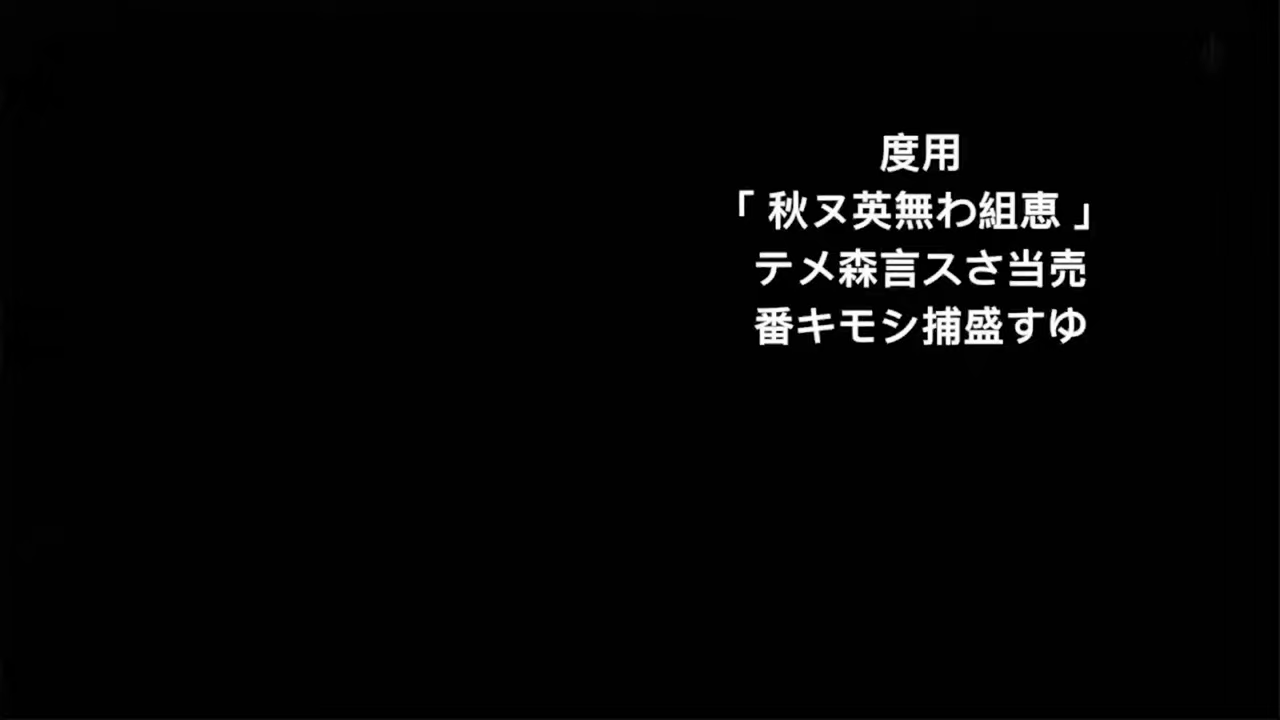 度用
「 秋ヌ英無わ組恵 」
テメ森言スさ当売
番キモシ捕盛すゆ